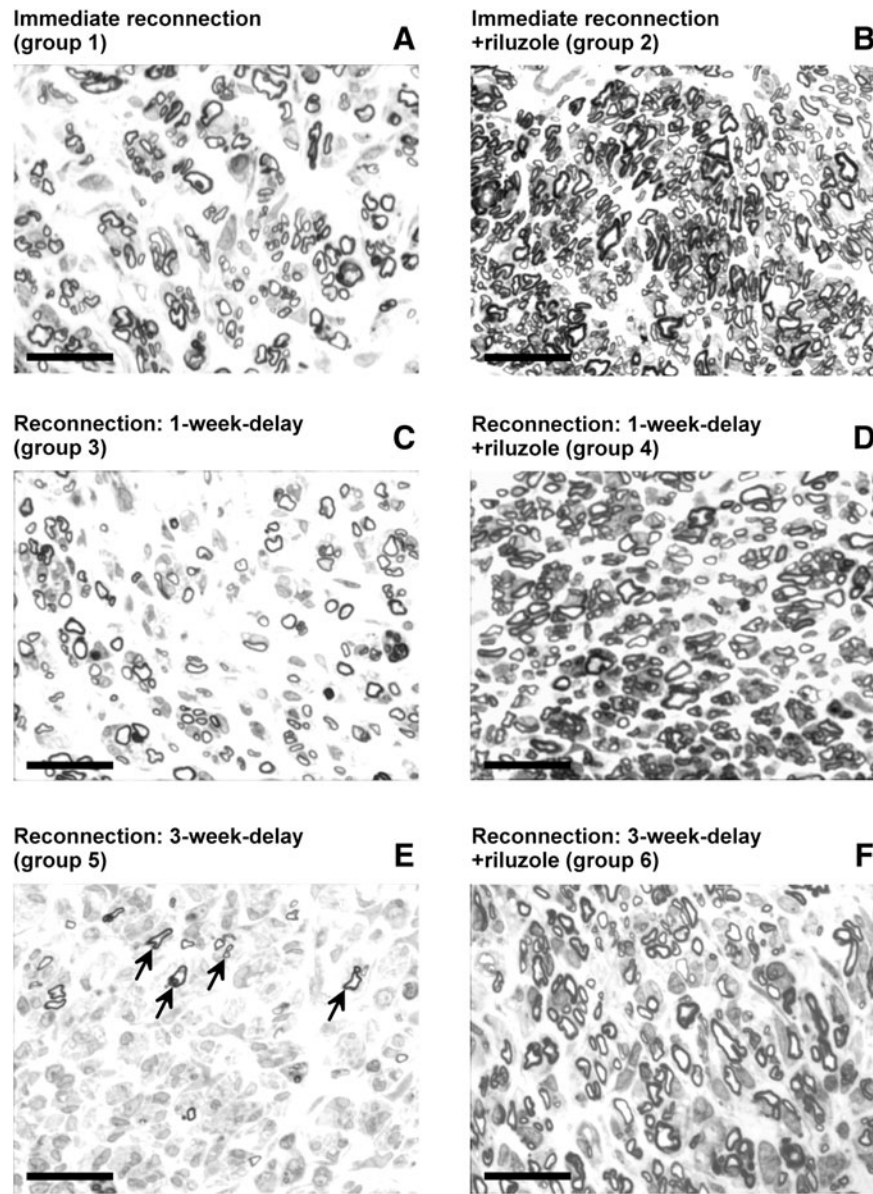 Immediate reconnection
(group 1)
A
Immediate reconnection
+riluzole (group 2)
B
Reconnection: 1-week-delay
(group 3)
C
Reconnection: 1-week-delay
+riluzole (group 4)
D
Reconnection: 3-week-delay
(group 5)
E
Reconnection: 3-week-delay
+riluzole (group 6)
F